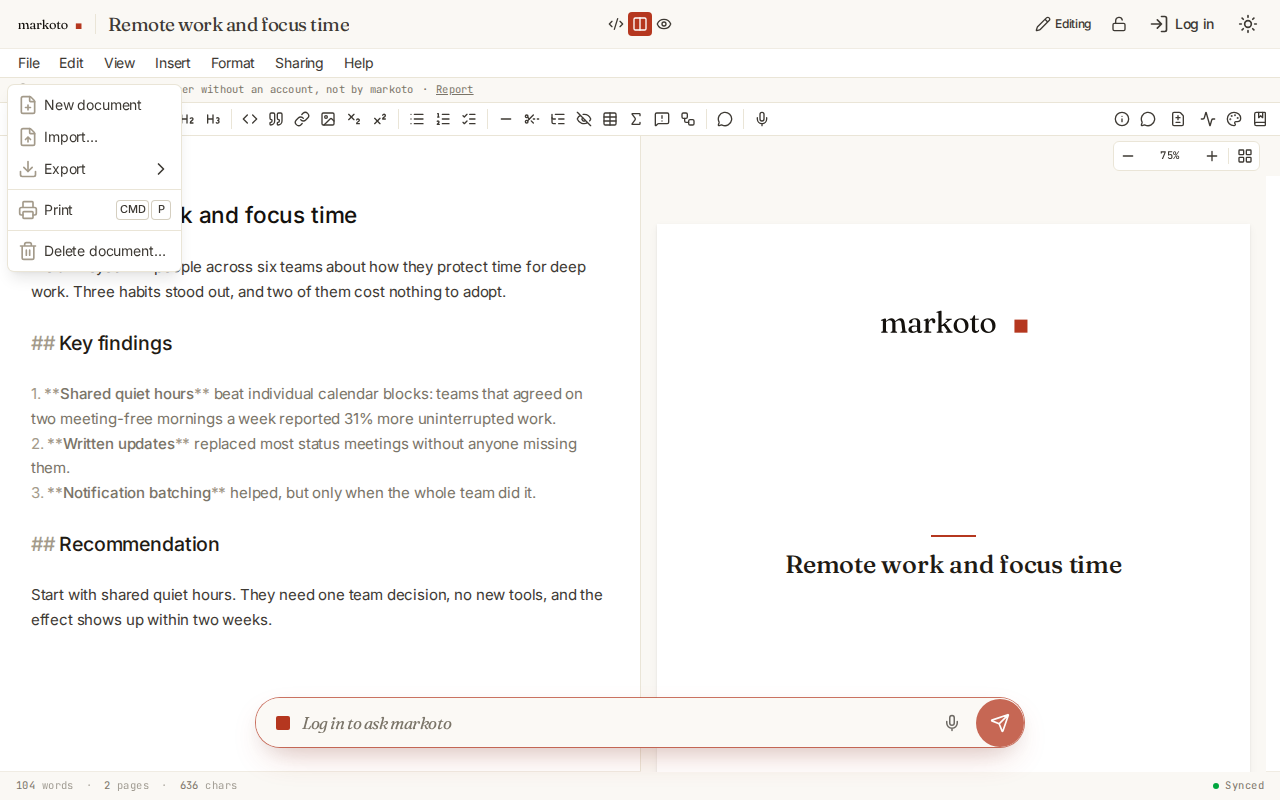 markoto
Remote work and focus time
Editing
Log in
File Edit View Insert Format Sharing Help
without an account, not by markoto · Report
H2 H3
New document
Import...
Export
Print CMD P
Delete document...
75%
and focus time
across six teams about how they protect time for deep
work. Three habits stood out, and two of them cost nothing to adopt.
## Key findings
1. **Shared quiet hours** beat individual calendar blocks: teams that agreed on
two meeting-free mornings a week reported 31% more uninterrupted work.
2. **Written updates** replaced most status meetings without anyone missing
them.
3. **Notification batching** helped, but only when the whole team did it.
## Recommendation
Start with shared quiet hours. They need one team decision, no new tools, and the
effect shows up within two weeks.
markoto
Remote work and focus time
Log in to ask markoto
104 words · 2 pages · 636 chars
Synced